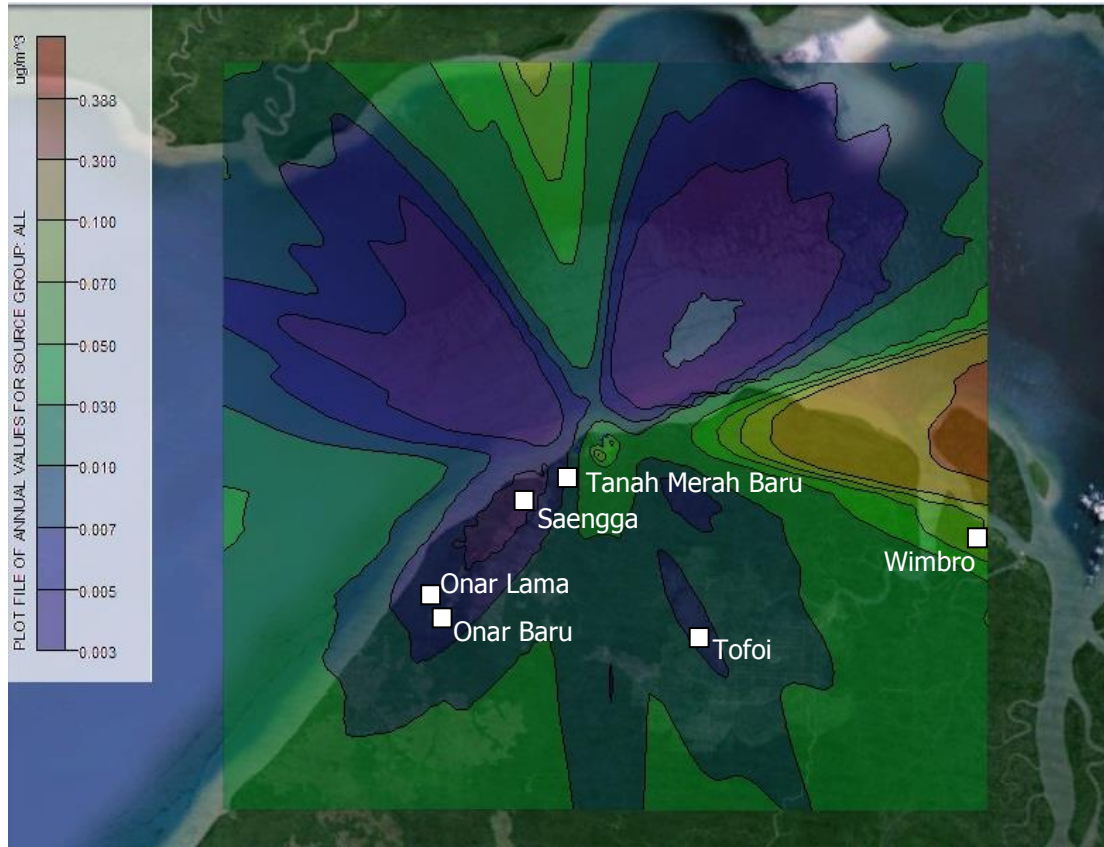 ug/m^3
PLOT FILE OF ANNUAL VALUES FOR SOURCE GROUP: ALL
0.388
0.300
0.100
0.070
0.050
0.030
0.010
0.007
0.005
0.003
Tanah Merah Baru
Saengga
Wimbro
Onar Lama
Onar Baru
Tofoi